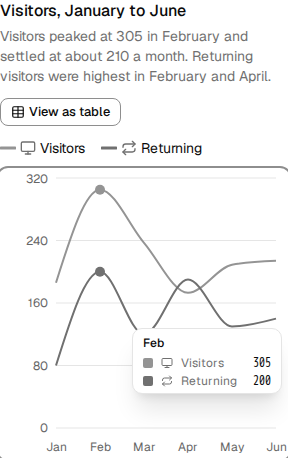 Visitors, January to June
Visitors peaked at 305 in February and
settled at about 210 a month. Returning
visitors were highest in February and April.
View as table
Visitors Returning
320
240
160
80
0
Feb
Visitors 305
Returning 200
Jan Feb Mar Apr May Jun